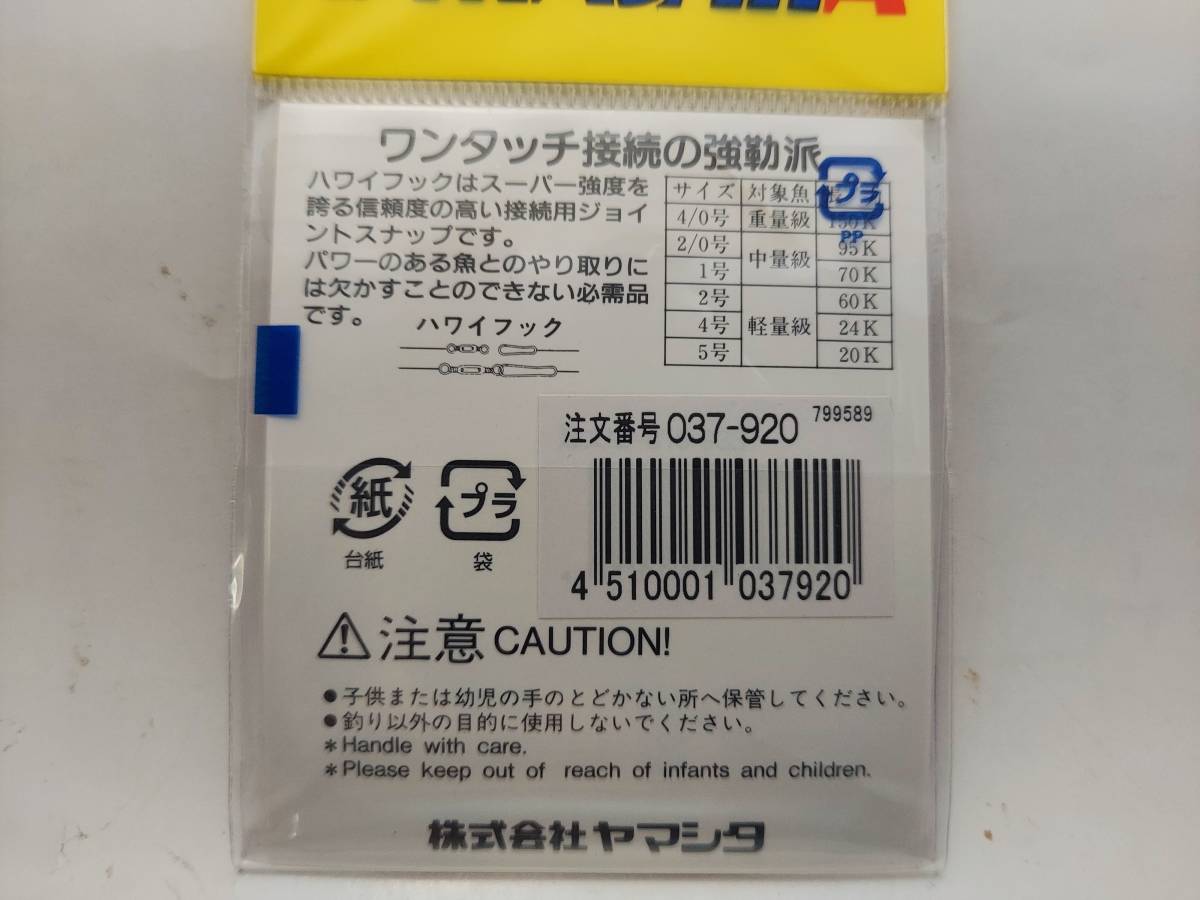 ワンタッチ接続の強勒派
ハワイフックはスーパー強度を
誇る信頼度の高い接続用ジョイ
ントスナップです。
パワーのある魚とのやり取りに
は欠かすことのできない必需品
です。
ハワイフック
サイズ 対象魚
4/0号 重量級 150K
2/0号 中量級 95K
1号 70K
2号 軽量級 60K
4号 24K
5号 20K
プラ
PP
注文番号 037-920 799589
4 510001 037920
紙
台紙
プラ
袋
注意 CAUTION!
●子供または幼児の手のとどかない所へ保管してください。
●釣り以外の目的に使用しないでください。
*Handle with care.
*Please keep out of reach of infants and children.
株式会社ヤマシタ